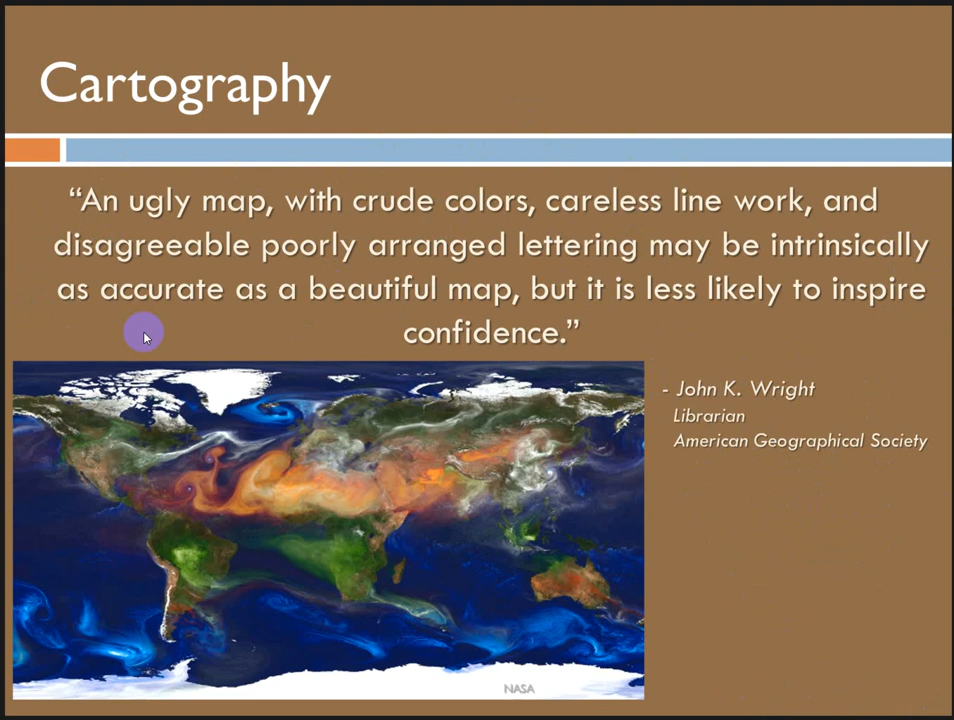 Cartography
“An ugly map, with crude colors, careless line work, and
disagreeable poorly arranged lettering may be intrinsically
as accurate as a beautiful map, but it is less likely to inspire
confidence.”
- John K. Wright
Librarian
American Geographical Society
NASA